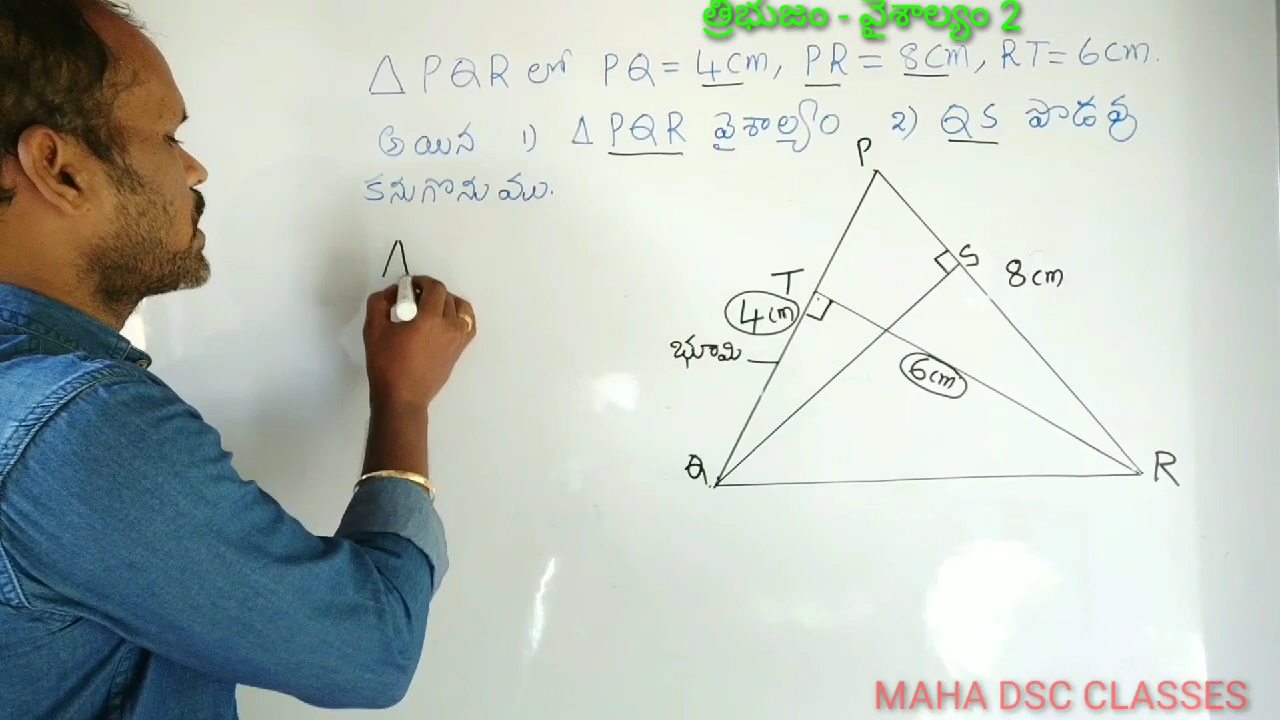 త్రిభుజం - వైశాల్యం 2
Δ PQR లో PQ = 4cm, PR = 8cm, RT = 6cm.
అయిన 1) Δ PQR వైశాల్యం 2) QS పొడవు
కనుగొనుము.
P
S
T
8cm
4cm
భూమి
6cm
Q
R
MAHA DSC CLASSES